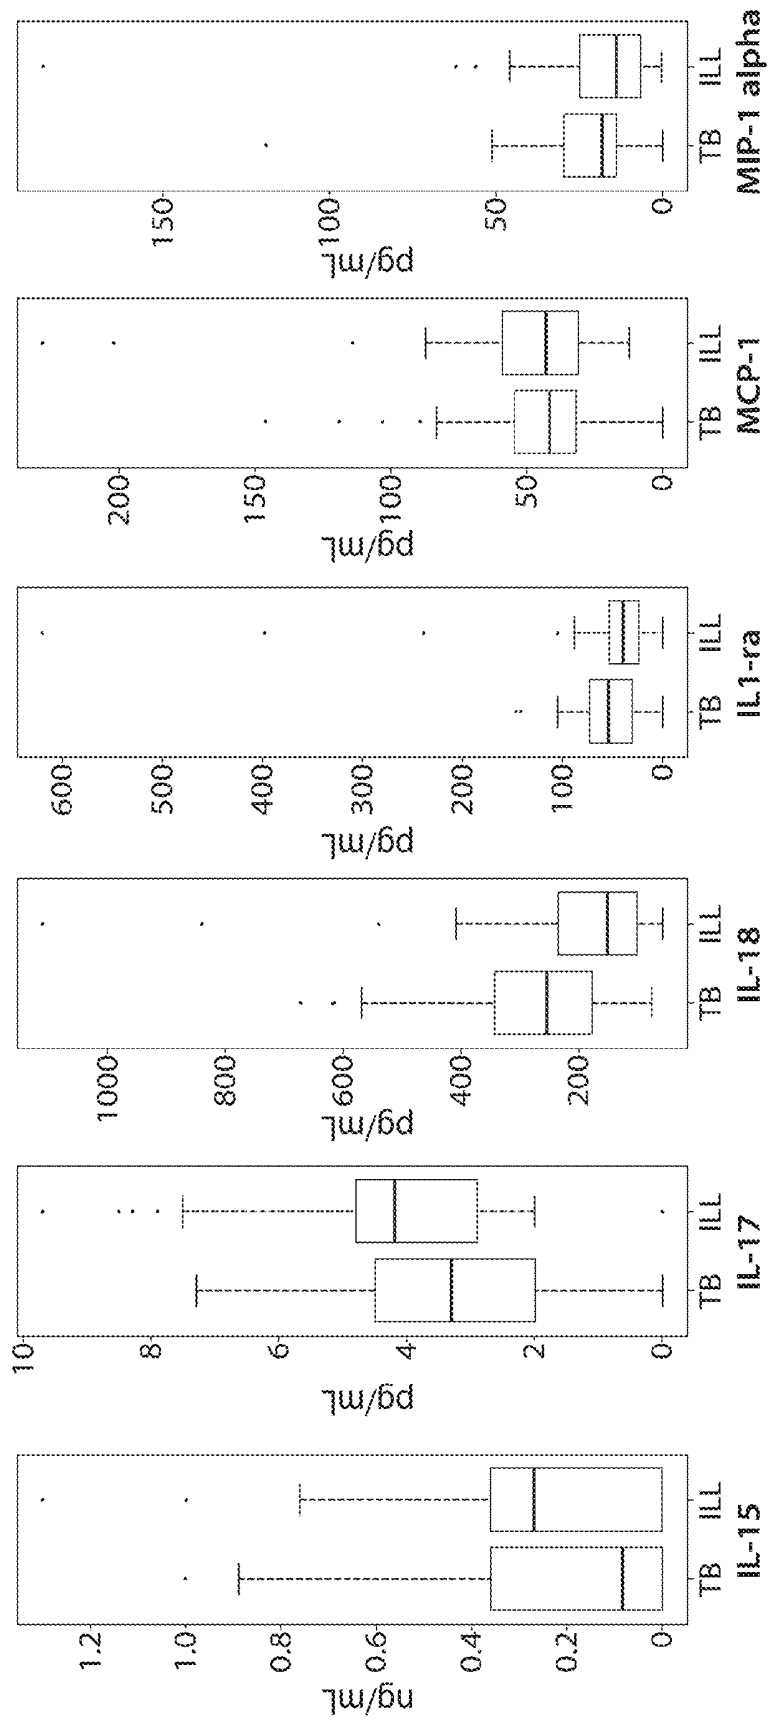 ng/mL
1.2
1.0
0.8
0.6
0.4
0.2
0
TB ILL
IL-15
pg/mL
10
8
6
4
2
0
TB ILL
IL-17
pg/mL
1000
800
600
400
200
TB ILL
IL-18
pg/mL
600
500
400
300
200
100
0
TB ILL
IL1-ra
pg/mL
200
150
100
50
0
TB ILL
MCP-1
pg/mL
150
100
50
0
TB ILL
MIP-1 alpha